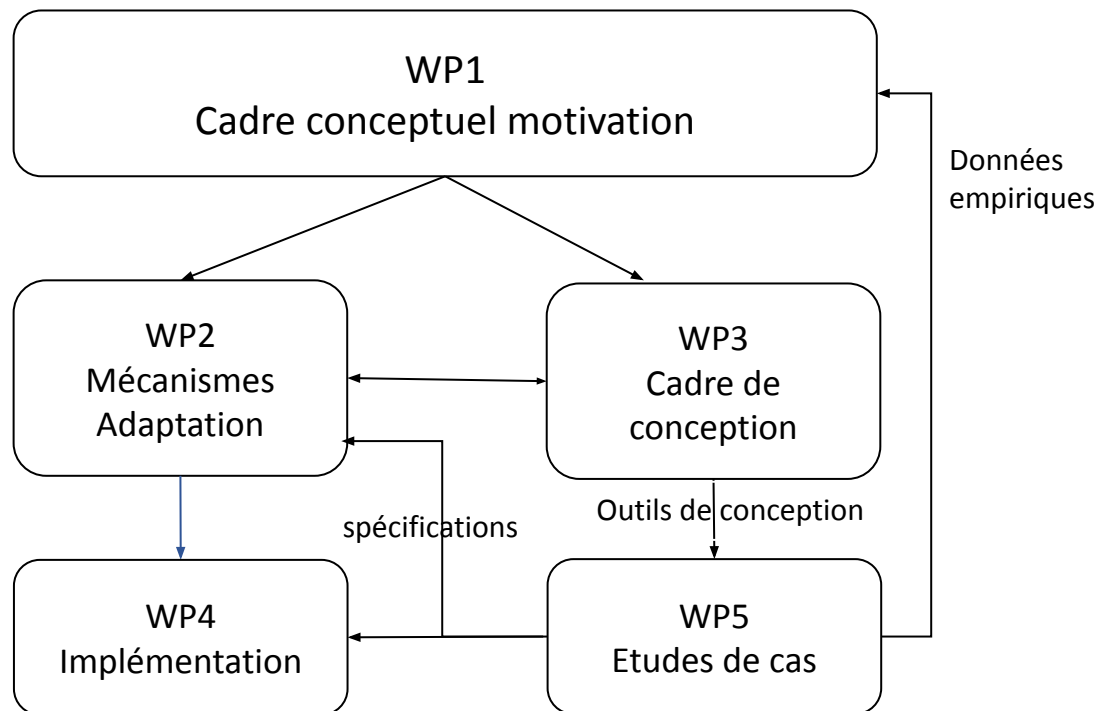 WP1
Cadre conceptuel motivation
Données
empiriques
WP2
Mécanismes
Adaptation
WP3
Cadre de
conception
spécifications
Outils de conception
WP4
Implémentation
WP5
Etudes de cas